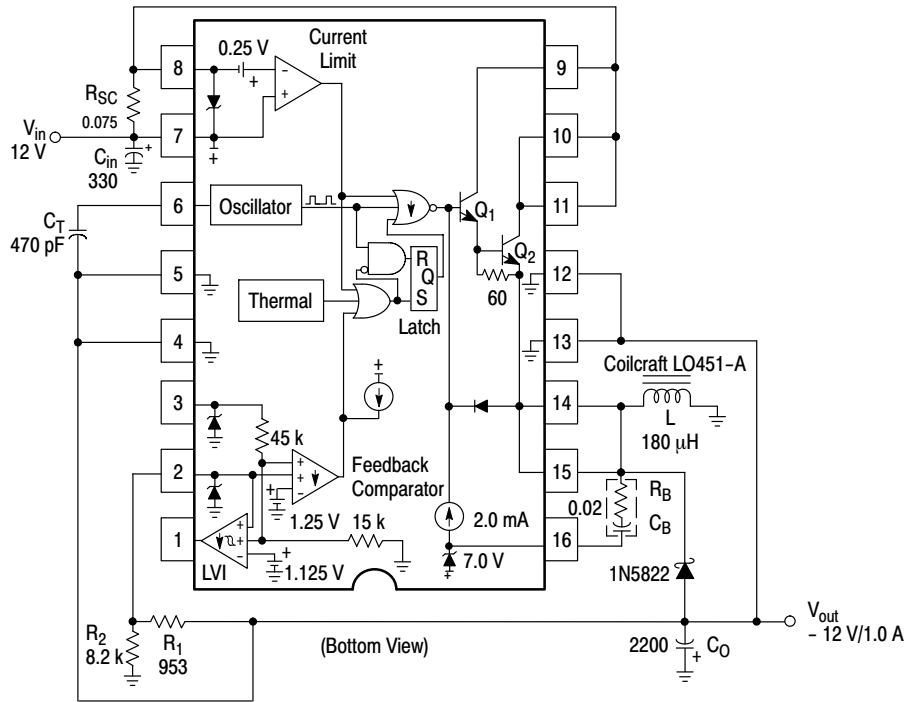 Current
Limit
0.25 V
+
−
+
8
9
R_SC
0.075
V_in
12 V
7
10
C_in
330
+
+
6
Oscillator
Q_1
11
C_T
470 pF
5
R
Q
S
Latch
Q_2
60
12
Thermal
4
13
+
Coilcraft LO451-A
3
14
L
180 μH
45 k
2
+
+
−
+
Feedback
Comparator
15
R_B
0.02
C_B
1.25 V
15 k
2.0 mA
1
+
−
+
16
LVI
1.125 V
7.0 V
+
1N5822
V_out
– 12 V/1.0 A
R_2
8.2 k
R_1
953
(Bottom View)
2200
+
C_O